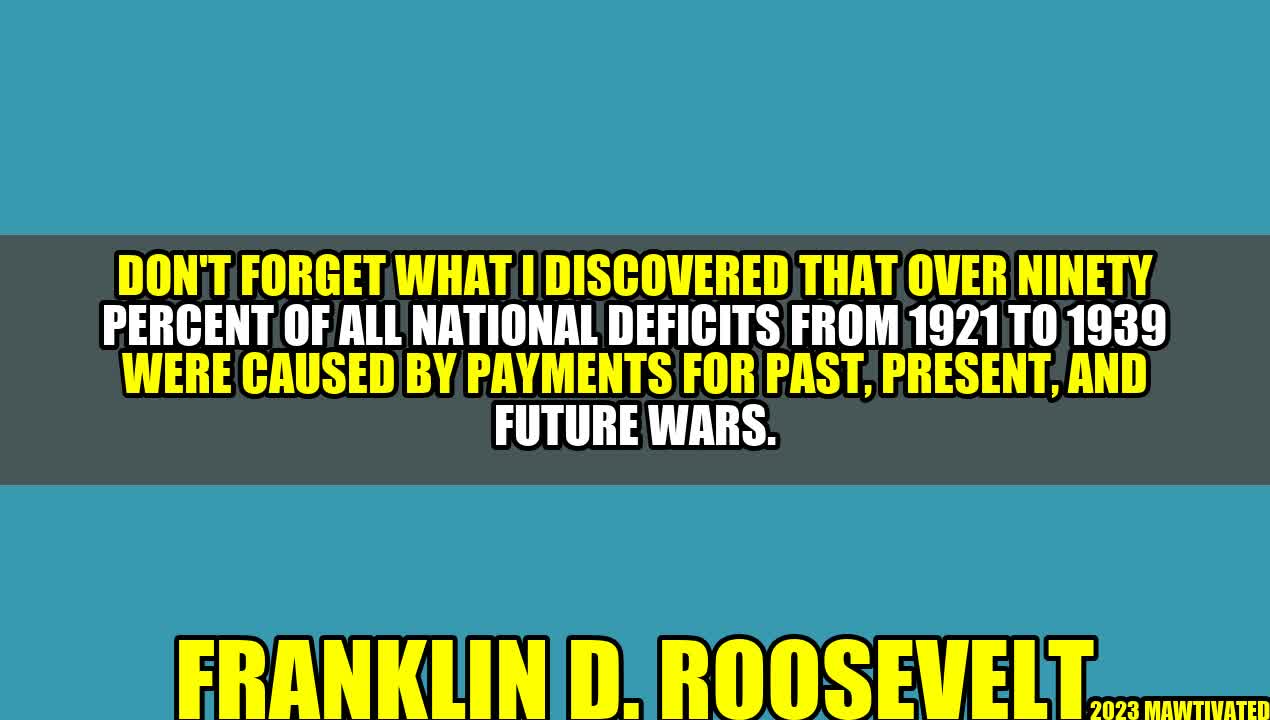 DON'T FORGET WHAT I DISCOVERED THAT OVER NINETY
PERCENT OF ALL NATIONAL DEFICITS FROM 1921 TO 1939
WERE CAUSED BY PAYMENTS FOR PAST, PRESENT, AND
FUTURE WARS.
FRANKLIN D. ROOSEVELT
2023 MAWTIVATED